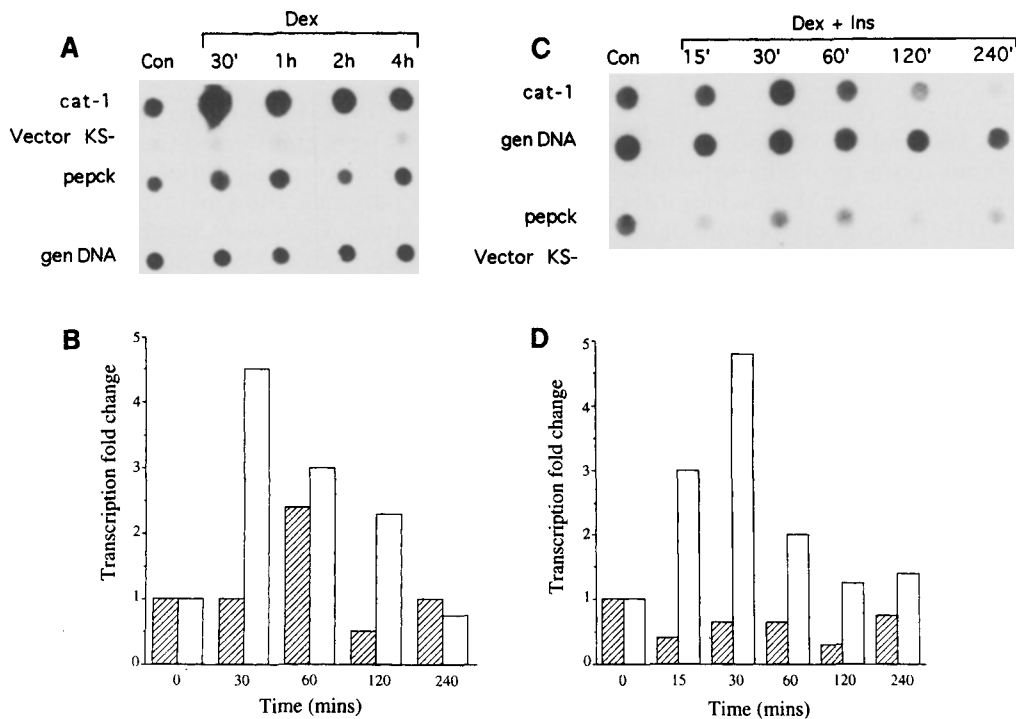 A
Dex
Con 30' 1h 2h 4h
cat-1
Vector KS-
pepck
gen DNA
C
Dex + Ins
Con 15' 30' 60' 120' 240'
cat-1
gen DNA
pepck
Vector KS-
B
Transcription fold change
5
3
2
1
0
0 30 60 120 240
Time (mins)
D
Transcription fold change
5
4
3
2
1
0
0 15 30 60 120 240
Time (mins)